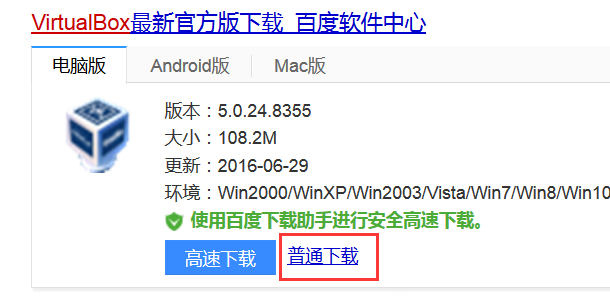 VirtualBox最新官方版下载_百度软件中心
电脑版 Android版 Mac版
版本：5.0.24.8355
大小：108.2M
更新：2016-06-29
环境：Win2000/WinXP/Win2003/Vista/Win7/Win8/Win10
使用百度下载助手进行安全高速下载。
高速下载 普通下载